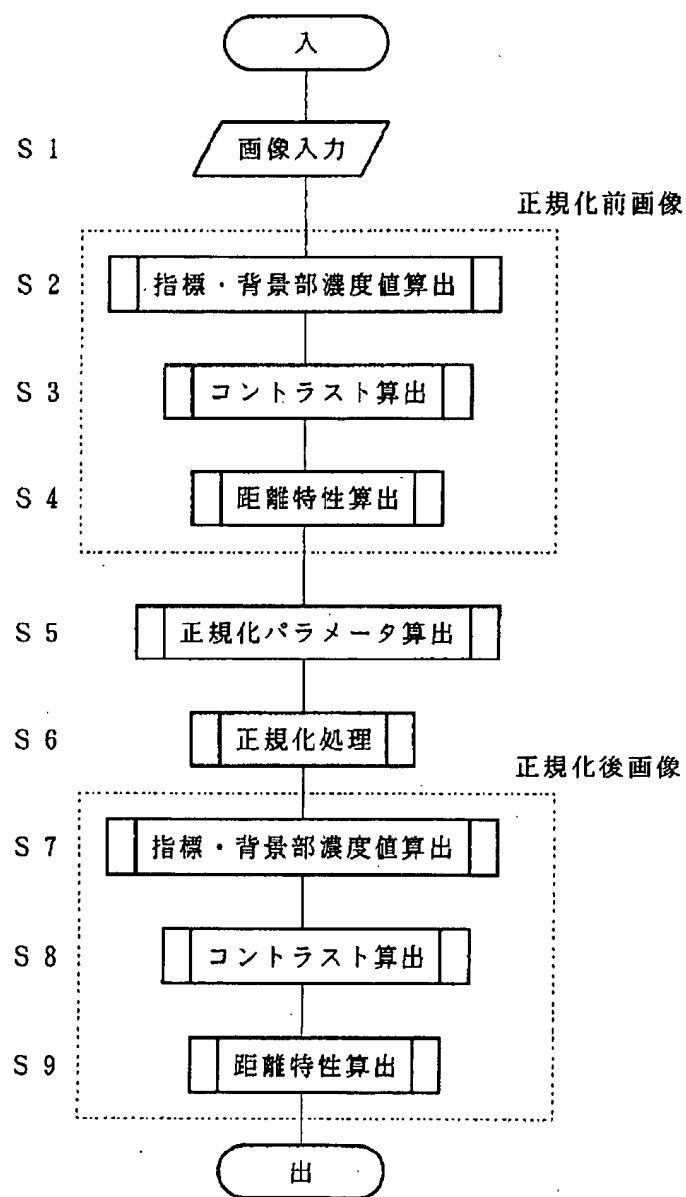 入
S 1 画像入力
正規化前画像
S 2 指標・背景部濃度値算出
S 3 コントラスト算出
S 4 距離特性算出
S 5 正規化パラメータ算出
S 6 正規化処理
正規化後画像
S 7 指標・背景部濃度値算出
S 8 コントラスト算出
S 9 距離特性算出
出